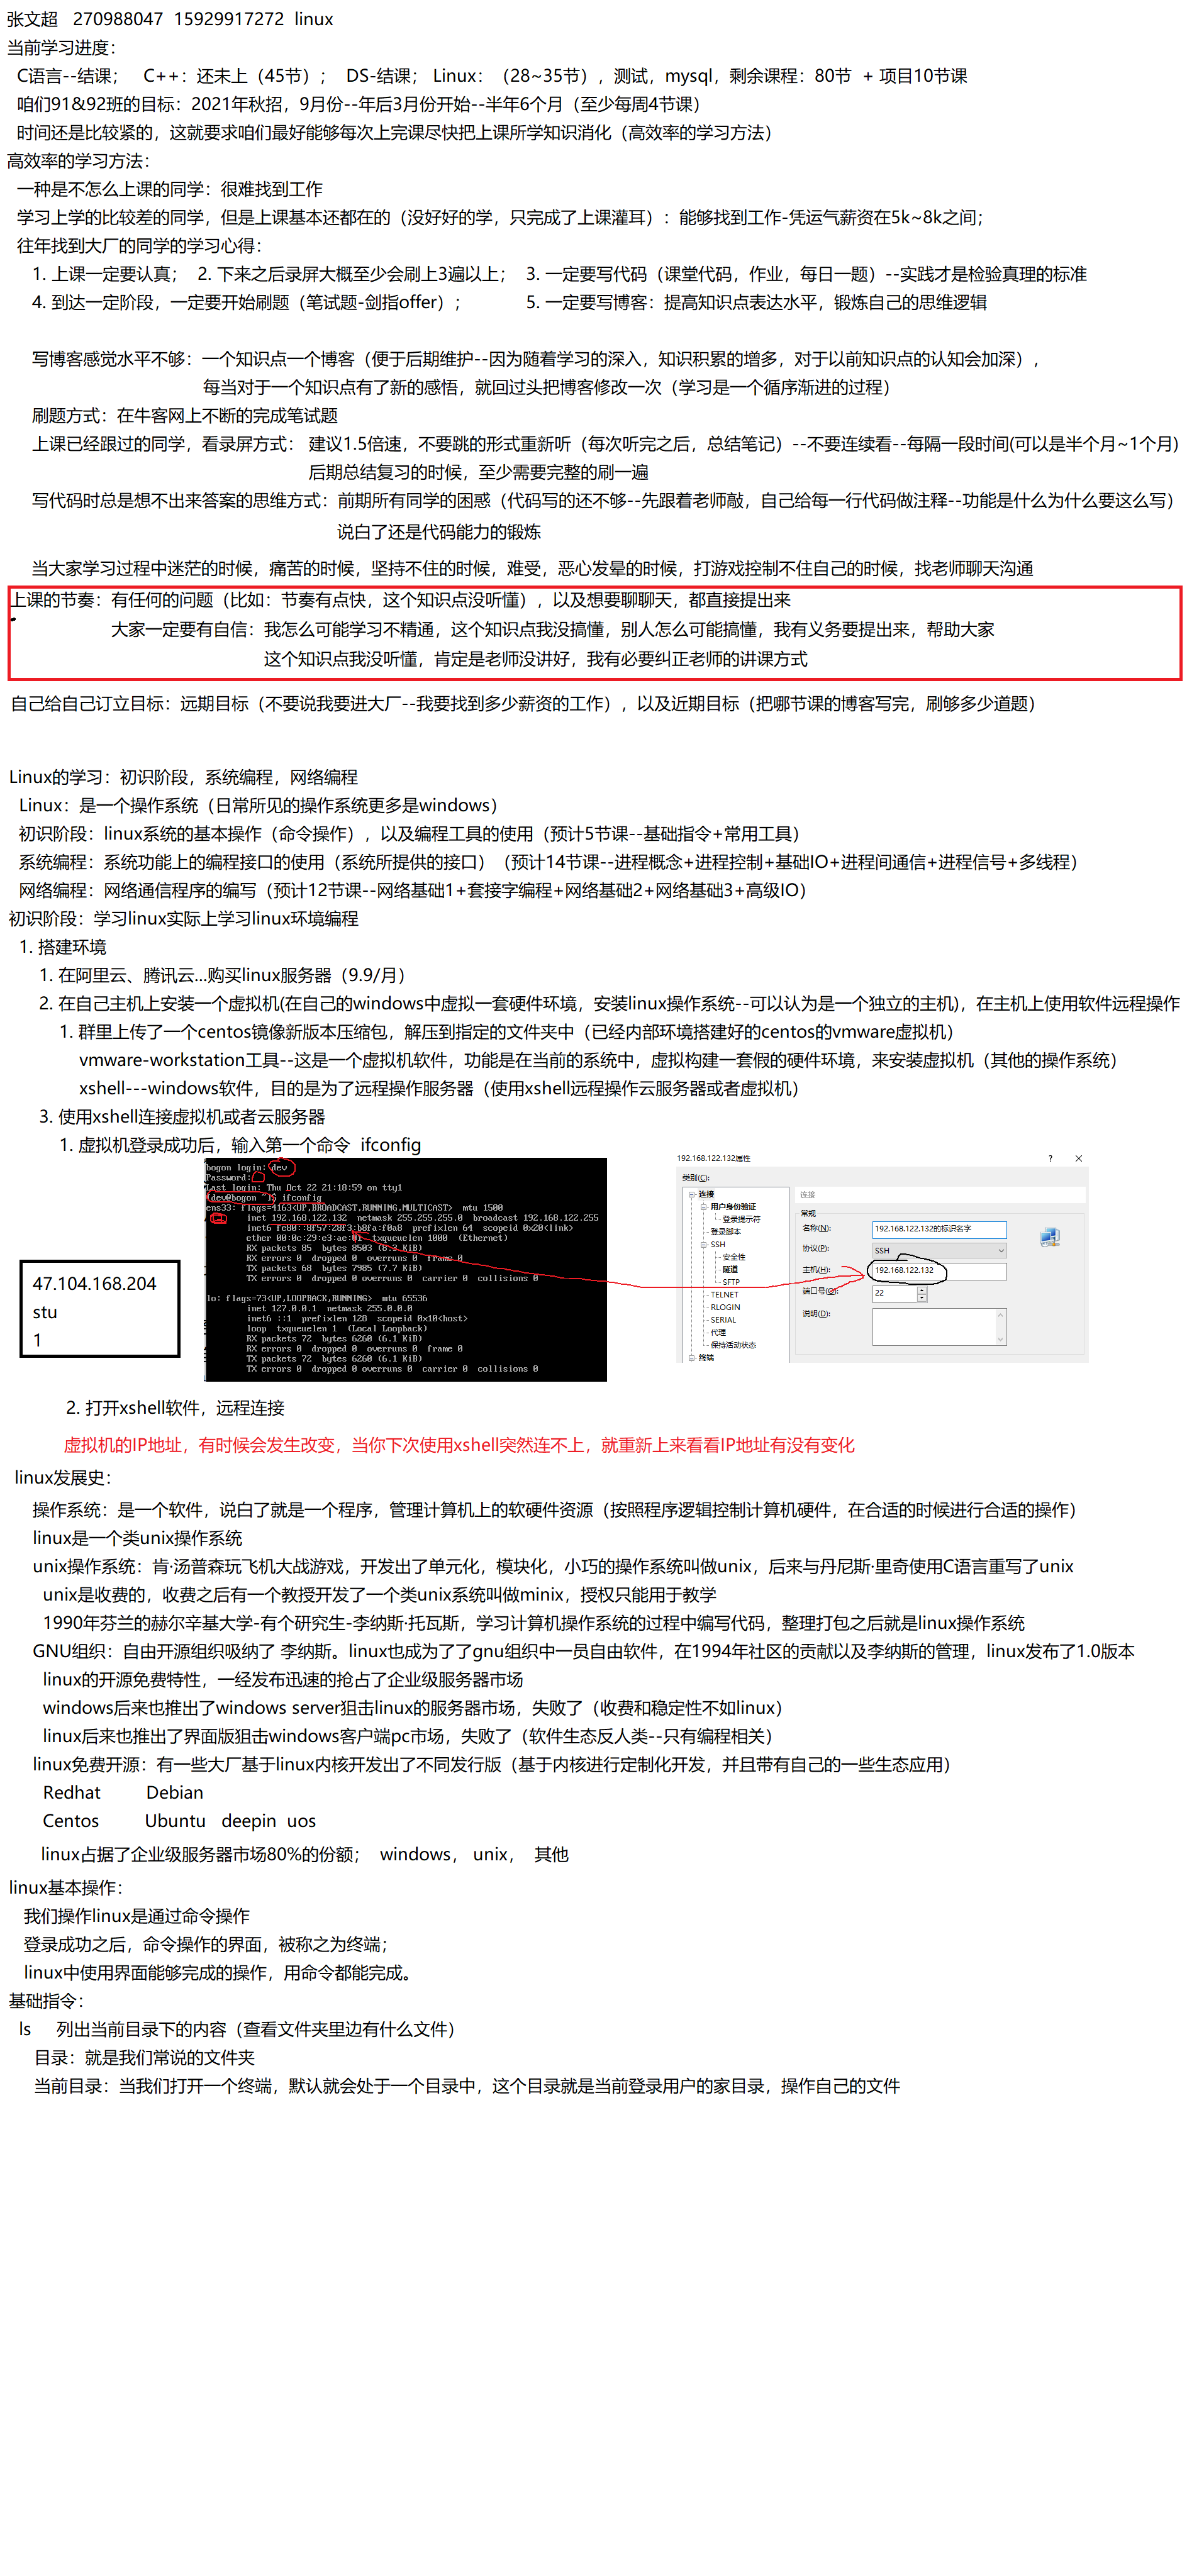 张文超 270988047 15929917272 linux
当前学习进度：
C语言--结课； C++：还未上（45节）； DS-结课； Linux：（28~35节），测试，mysql，剩余课程：80节 + 项目10节课
咱们91&92班的目标：2021年秋招，9月份--年后3月份开始--半年6个月（至少每周4节课）
时间还是比较紧的，这就要求咱们最好能够每次上完课尽快把上课所学知识消化（高效率的学习方法）
高效率的学习方法：
一种是不怎么上课的同学：很难找到工作
学习上学的比较差的同学，但是上课基本还都在的（没好好的学，只完成了上课灌耳）：能够找到工作-凭运气薪资在5k~8k之间；
往年找到大厂的同学的学习心得：
1. 上课一定要认真； 2. 下来之后录屏大概至少会刷上3遍以上； 3. 一定要写代码（课堂代码，作业，每日一题）--实践才是检验真理的标准
4. 到达一定阶段，一定要开始刷题（笔试题-剑指offer）； 5. 一定要写博客：提高知识点表达水平，锻炼自己的思维逻辑
写博客感觉水平不够：一个知识点一个博客（便于后期维护--因为随着学习的深入，知识积累的增多，对于以前知识点的认知会加深），
每当对于一个知识点有了新的感悟，就回过头把博客修改一次（学习是一个循序渐进的过程）
刷题方式：在牛客网上不断的完成笔试题
上课已经跟过的同学，看录屏方式： 建议1.5倍速，不要跳的形式重新听（每次听完之后，总结笔记）--不要连续看--每隔一段时间(可以是半个月~1个月)
后期总结复习的时候，至少需要完整的刷一遍
写代码时总是想不出来答案的思维方式：前期所有同学的困惑（代码写的还不够--先跟着老师敲，自己给每一行代码做注释--功能是什么为什么要这么写）
说白了还是代码能力的锻炼
当大家学习过程中迷茫的时候，痛苦的时候，坚持不住的时候，难受，恶心发晕的时候，打游戏控制不住自己的时候，找老师聊天沟通
上课的节奏：有任何的问题（比如：节奏有点快，这个知识点没听懂），以及想要聊聊天，都直接提出来
大家一定要有自信：我怎么可能学习不精通，这个知识点我没搞懂，别人怎么可能搞懂，我有义务要提出来，帮助大家
这个知识点我没听懂，肯定是老师没讲好，我有必要纠正老师的讲课方式
自己给自己订立目标：远期目标（不要说我要进大厂--我要找到多少薪资的工作），以及近期目标（把哪节课的博客写完，刷够多少道题）
Linux的学习：初识阶段，系统编程，网络编程
Linux：是一个操作系统（日常所见的操作系统更多是windows）
初识阶段：linux系统的基本操作（命令操作），以及编程工具的使用（预计5节课--基础指令+常用工具）
系统编程：系统功能上的编程接口的使用（系统所提供的接口）（预计14节课--进程概念+进程控制+基础IO+进程间通信+进程信号+多线程）
网络编程：网络通信程序的编写（预计12节课--网络基础1+套接字编程+网络基础2+网络基础3+高级IO）
初识阶段：学习linux实际上学习linux环境编程
1. 搭建环境
1. 在阿里云、腾讯云...购买linux服务器（9.9/月）
2. 在自己主机上安装一个虚拟机(在自己的windows中虚拟一套硬件环境，安装linux操作系统--可以认为是一个独立的主机)，在主机上使用软件远程操作
1. 群里上传了一个centos镜像新版本压缩包，解压到指定的文件夹中（已经内部环境搭建好的centos的vmware虚拟机）
vmware-workstation工具--这是一个虚拟机软件，功能是在当前的系统中，虚拟构建一套假的硬件环境，来安装虚拟机（其他的操作系统）
xshell---windows软件，目的是为了远程操作服务器（使用xshell远程操作云服务器或者虚拟机）
3. 使用xshell连接虚拟机或者云服务器
1. 虚拟机登录成功后，输入第一个命令 ifconfig
bogon login: dev
Password:
Last login: Thu Oct 22 21:18:59 on tty1
[dev@bogon ~]$ ifconfig
ens33: flags=4163<UP,BROADCAST,RUNNING,MULTICAST> mtu 1500
inet 192.168.122.132 netmask 255.255.255.0 broadcast 192.168.122.255
inet6 fe80::8f57:28f3:b8fa:f0a8 prefixlen 64 scopeid 0x20<link>
ether 00:0c:29:e3:ae: txqueuelen 1000 (Ethernet)
RX packets 85 bytes 8503 (8.3 KiB)
RX errors 0 dropped 0 overruns 0 frame 0
TX packets 68 bytes 7985 (7.7 KiB)
TX errors 0 dropped 0 overruns 0 carrier 0 collisions 0
lo: flags=73<UP,LOOPBACK,RUNNING> mtu 65536
inet 127.0.0.1 netmask 255.0.0.0
inet6 ::1 prefixlen 128 scopeid 0x10<host>
loop txqueuelen 1 (Local Loopback)
RX packets 72 bytes 6260 (6.1 KiB)
RX errors 0 dropped 0 overruns 0 frame 0
TX packets 72 bytes 6260 (6.1 KiB)
TX errors 0 dropped 0 overruns 0 carrier 0 collisions 0
192.168.122.132属性 ?
类别(C):
连接
用户身份验证
登录提示符
登录脚本
SSH
安全性
隧道
SFTP
TELNET
RLOGIN
SERIAL
代理
保持活动状态
终端
连接
常规
名称(N): 192.168.122.132的标识名字
协议(P): SSH
主机(H): 192.168.122.132
端口号(O): 22
说明(D):
47.104.168.204
stu
1
2. 打开xshell软件，远程连接
虚拟机的IP地址，有时候会发生改变，当你下次使用xshell突然连不上，就重新上来看看IP地址有没有变化
linux发展史：
操作系统：是一个软件，说白了就是一个程序，管理计算机上的软硬件资源（按照程序逻辑控制计算机硬件，在合适的时候进行合适的操作）
linux是一个类unix操作系统
unix操作系统：肯·汤普森玩飞机大战游戏，开发出了单元化，模块化，小巧的操作系统叫做unix，后来与丹尼斯·里奇使用C语言重写了unix
unix是收费的，收费之后有一个教授开发了一个类unix系统叫做minix，授权只能用于教学
1990年芬兰的赫尔辛基大学-有个研究生-李纳斯·托瓦斯，学习计算机操作系统的过程中编写代码，整理打包之后就是linux操作系统
GNU组织：自由开源组织吸纳了 李纳斯。linux也成为了了gnu组织中一员自由软件，在1994年社区的贡献以及李纳斯的管理，linux发布了1.0版本
linux的开源免费特性，一经发布迅速的抢占了企业级服务器市场
windows后来也推出了windows server狙击linux的服务器市场，失败了（收费和稳定性不如linux）
linux后来也推出了界面版狙击windows客户端pc市场，失败了（软件生态反人类--只有编程相关）
linux免费开源：有一些大厂基于linux内核开发出了不同发行版（基于内核进行定制化开发，并且带有自己的一些生态应用）
Redhat Debian
Centos Ubuntu deepin uos
linux占据了企业级服务器市场80%的份额； windows， unix， 其他
linux基本操作：
我们操作linux是通过命令操作
登录成功之后，命令操作的界面，被称之为终端；
linux中使用界面能够完成的操作，用命令都能完成。
基础指令：
ls 列出当前目录下的内容（查看文件夹里边有什么文件）
目录：就是我们常说的文件夹
当前目录：当我们打开一个终端，默认就会处于一个目录中，这个目录就是当前登录用户的家目录，操作自己的文件